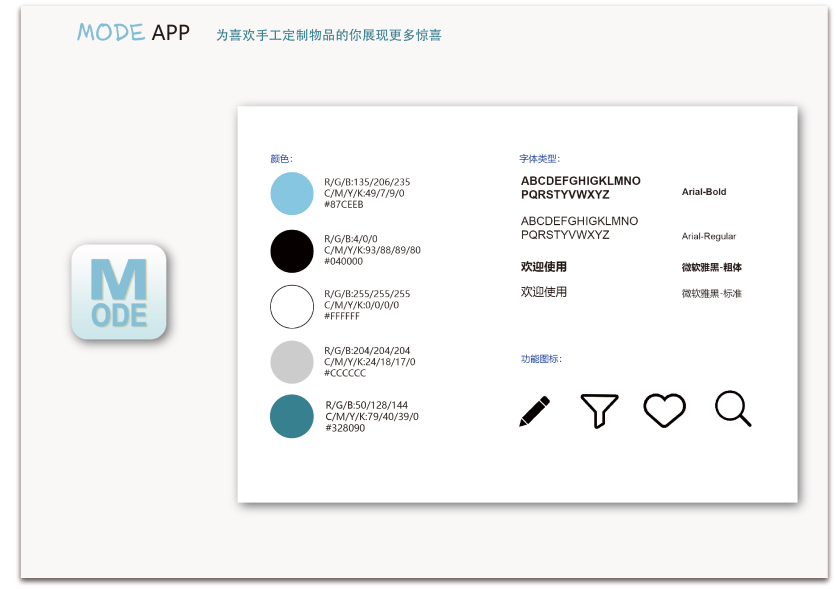 MODE APP 为喜欢手工定制物品的你展现更多惊喜
M
ODE
颜色:
R/G/B:135/206/235
C/M/Y/K:49/7/9/0
#87CEEB
R/G/B:4/0/0
C/M/Y/K:93/88/89/80
#040000
R/G/B:255/255/255
C/M/Y/K:0/0/0/0
#FFFFFF
R/G/B:204/204/204
C/M/Y/K:24/18/17/0
#CCCCCC
R/G/B:50/128/144
C/M/Y/K:79/40/39/0
#328090
字体类型:
ABCDEFGHIGKLMNO
PQRSTYVWXYZ
Arial-Bold
ABCDEFGHIGKLMNO
PQRSTYVWXYZ
Arial-Regular
欢迎使用 微软雅黑-粗体
欢迎使用 微软雅黑-标准
功能图标: